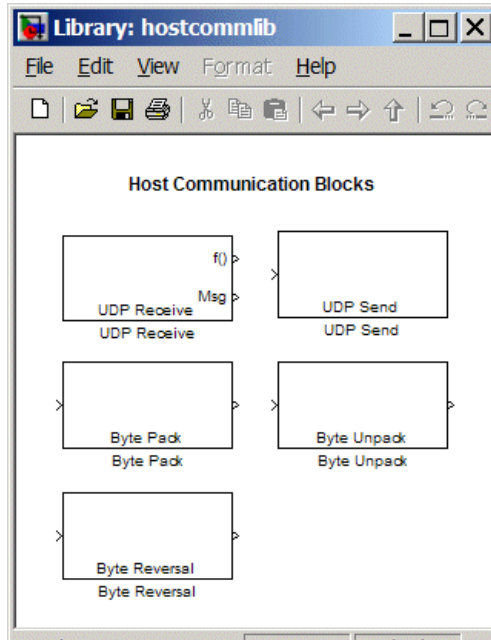 Library: hostcommlib
File Edit View Format Help
Host Communication Blocks
f()
Msg
UDP Receive
UDP Receive
UDP Send
UDP Send
Byte Pack
Byte Pack
Byte Unpack
Byte Unpack
Byte Reversal
Byte Reversal